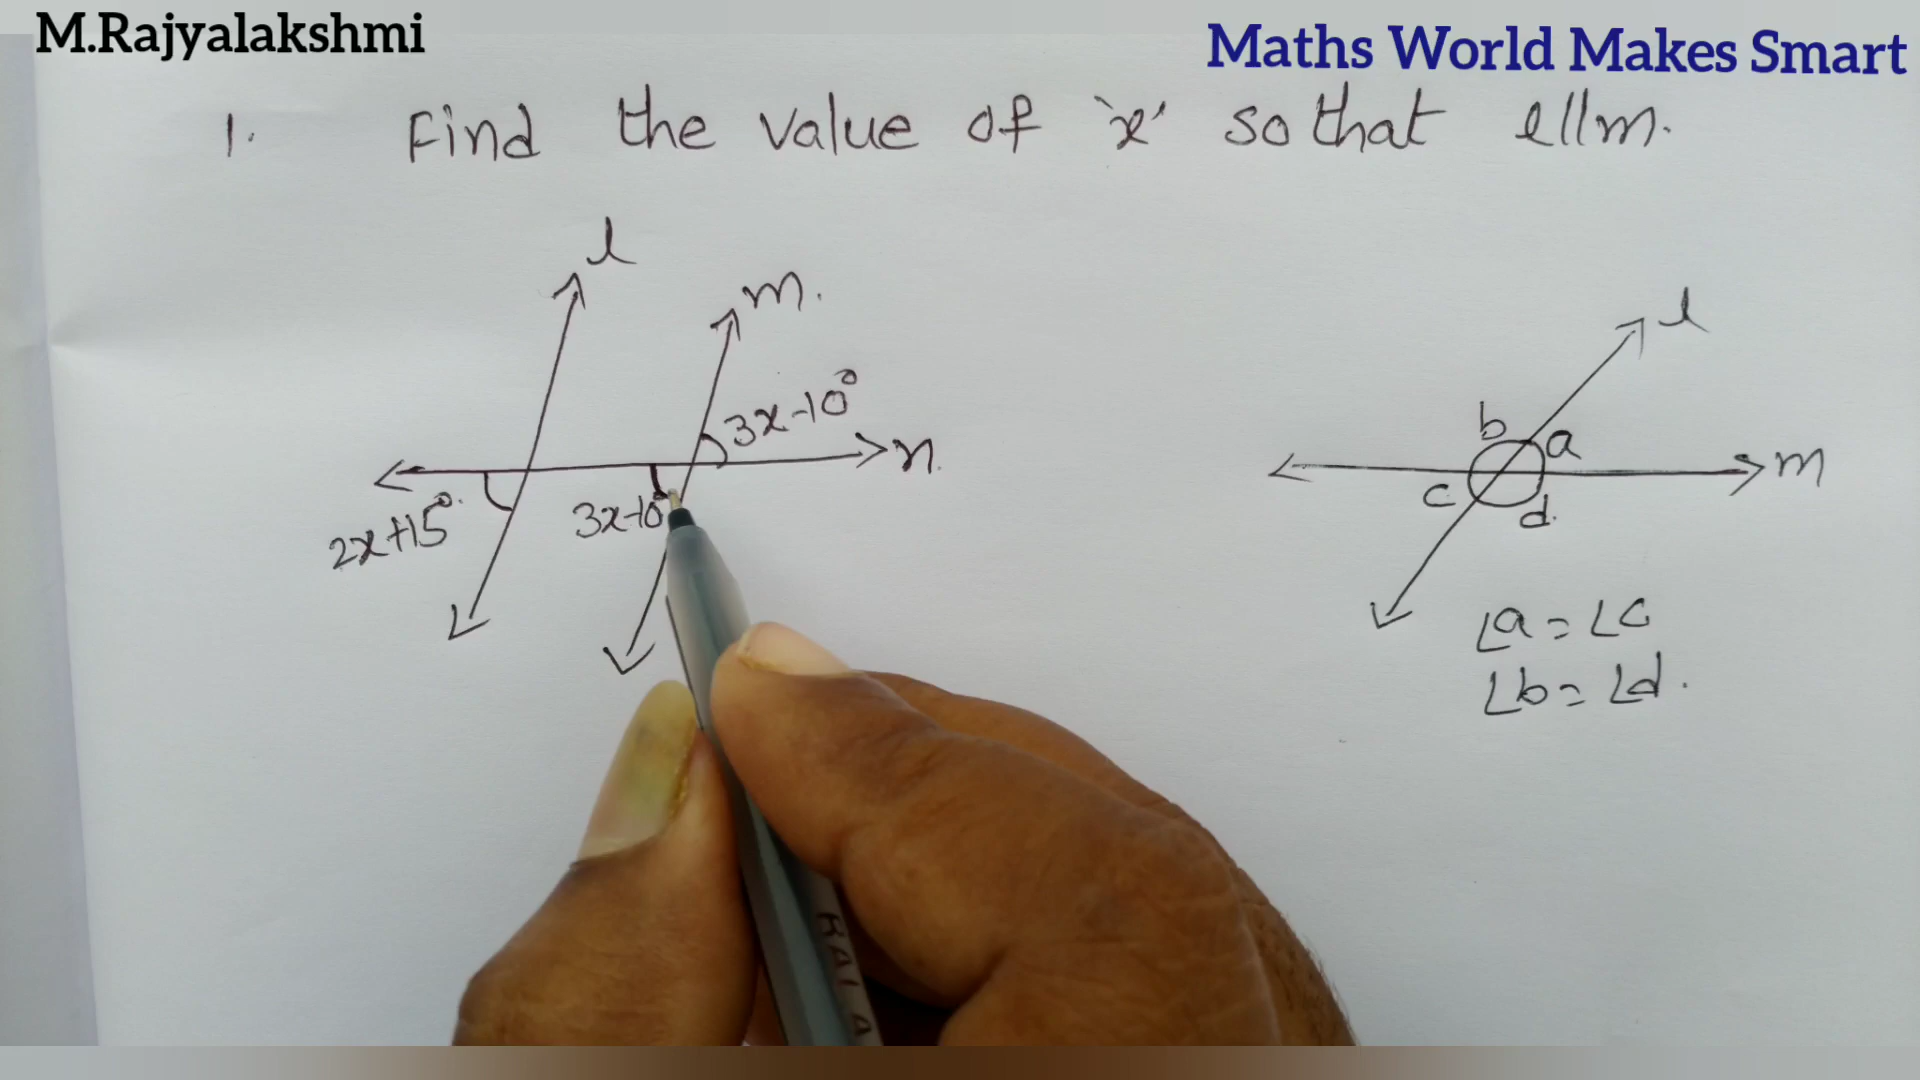 M.Rajyalakshmi
Maths World Makes Smart
1. Find the value of 'x' so that l||m.
l
m.
3x-10°
n.
2x+15°.
3x-10°
l
b
a
m
c
d.
∠a = ∠c
∠b = ∠d.